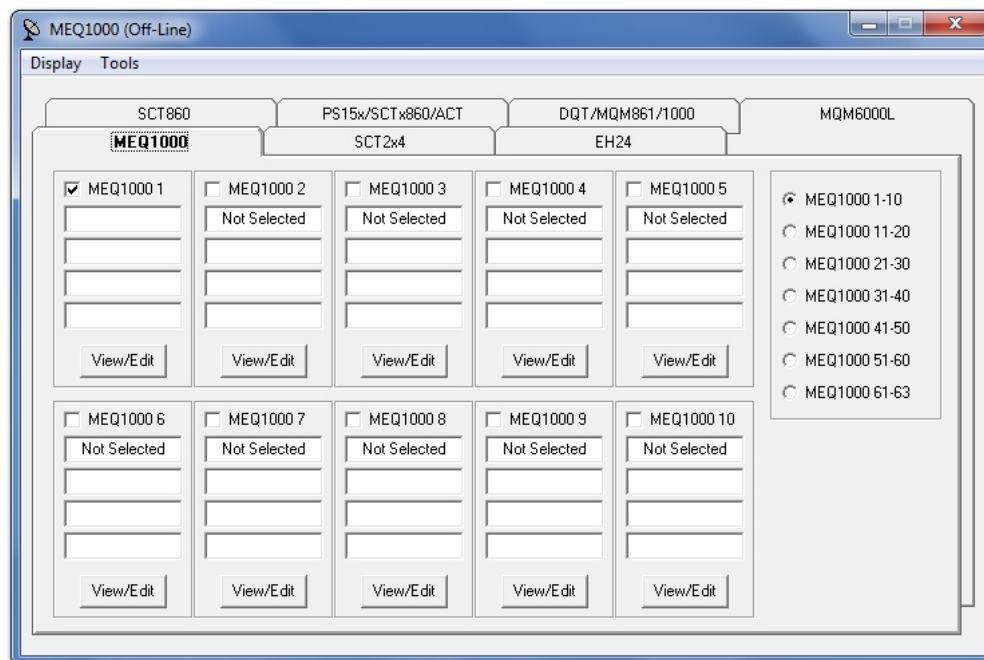 MEQ1000 (Off-Line)
Display Tools
SCT860 PS15x/SCTx860/ACT DQT/MQM861/1000 MQM6000L
MEQ1000 SCT2x4 EH24
MEQ1000 1 MEQ1000 2 MEQ1000 3 MEQ1000 4 MEQ1000 5
Not Selected Not Selected Not Selected Not Selected
View/Edit View/Edit View/Edit View/Edit View/Edit
MEQ1000 6 MEQ1000 7 MEQ1000 8 MEQ1000 9 MEQ1000 10
Not Selected Not Selected Not Selected Not Selected Not Selected
View/Edit View/Edit View/Edit View/Edit View/Edit
MEQ1000 1-10
MEQ1000 11-20
MEQ1000 21-30
MEQ1000 31-40
MEQ1000 41-50
MEQ1000 51-60
MEQ1000 61-63